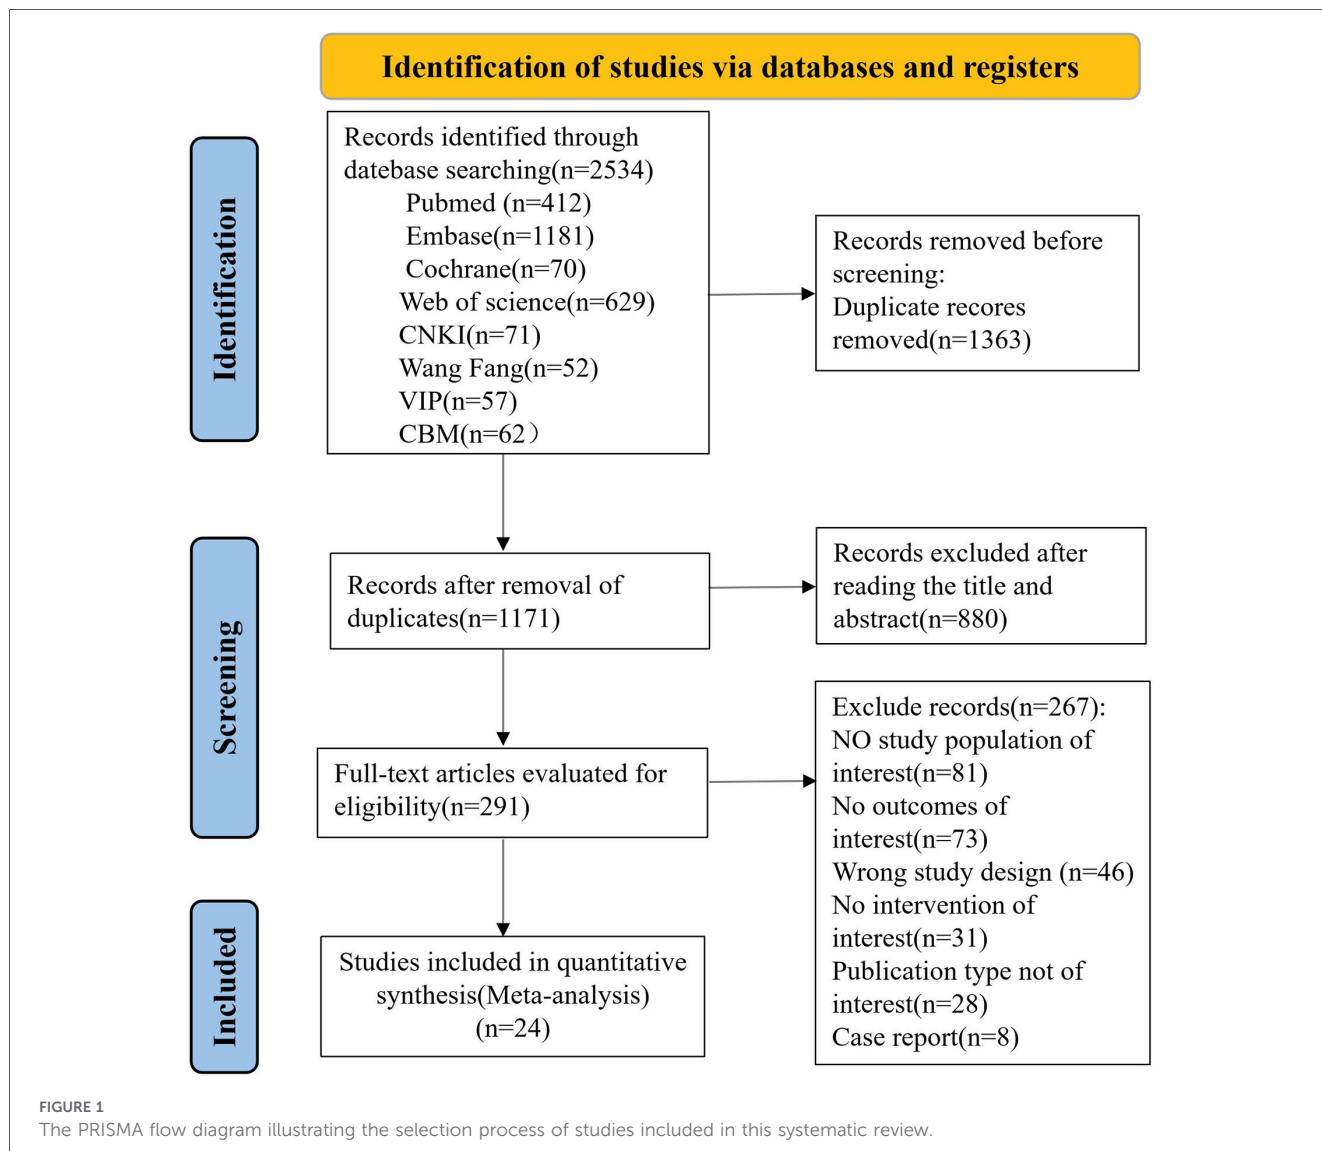 Identification of studies via databases and registers
Identification
Records identified through
datebase searching(n=2534)
Pubmed (n=412)
Embase(n=1181)
Cochrane(n=70)
Web of science(n=629)
CNKI(n=71)
Wang Fang(n=52)
VIP(n=57)
CBM(n=62）
Records removed before
screening:
Duplicate recores
removed(n=1363)
Screening
Records after removal of
duplicates(n=1171)
Records excluded after
reading the title and
abstract(n=880)
Full-text articles evaluated for
eligibility(n=291)
Exclude records(n=267):
NO study population of
interest(n=81)
No outcomes of
interest(n=73)
Wrong study design (n=46)
No intervention of
interest(n=31)
Publication type not of
interest(n=28)
Case report(n=8)
Included
Studies included in quantitative
synthesis(Meta-analysis)
(n=24)
FIGURE 1
The PRISMA flow diagram illustrating the selection process of studies included in this systematic review.